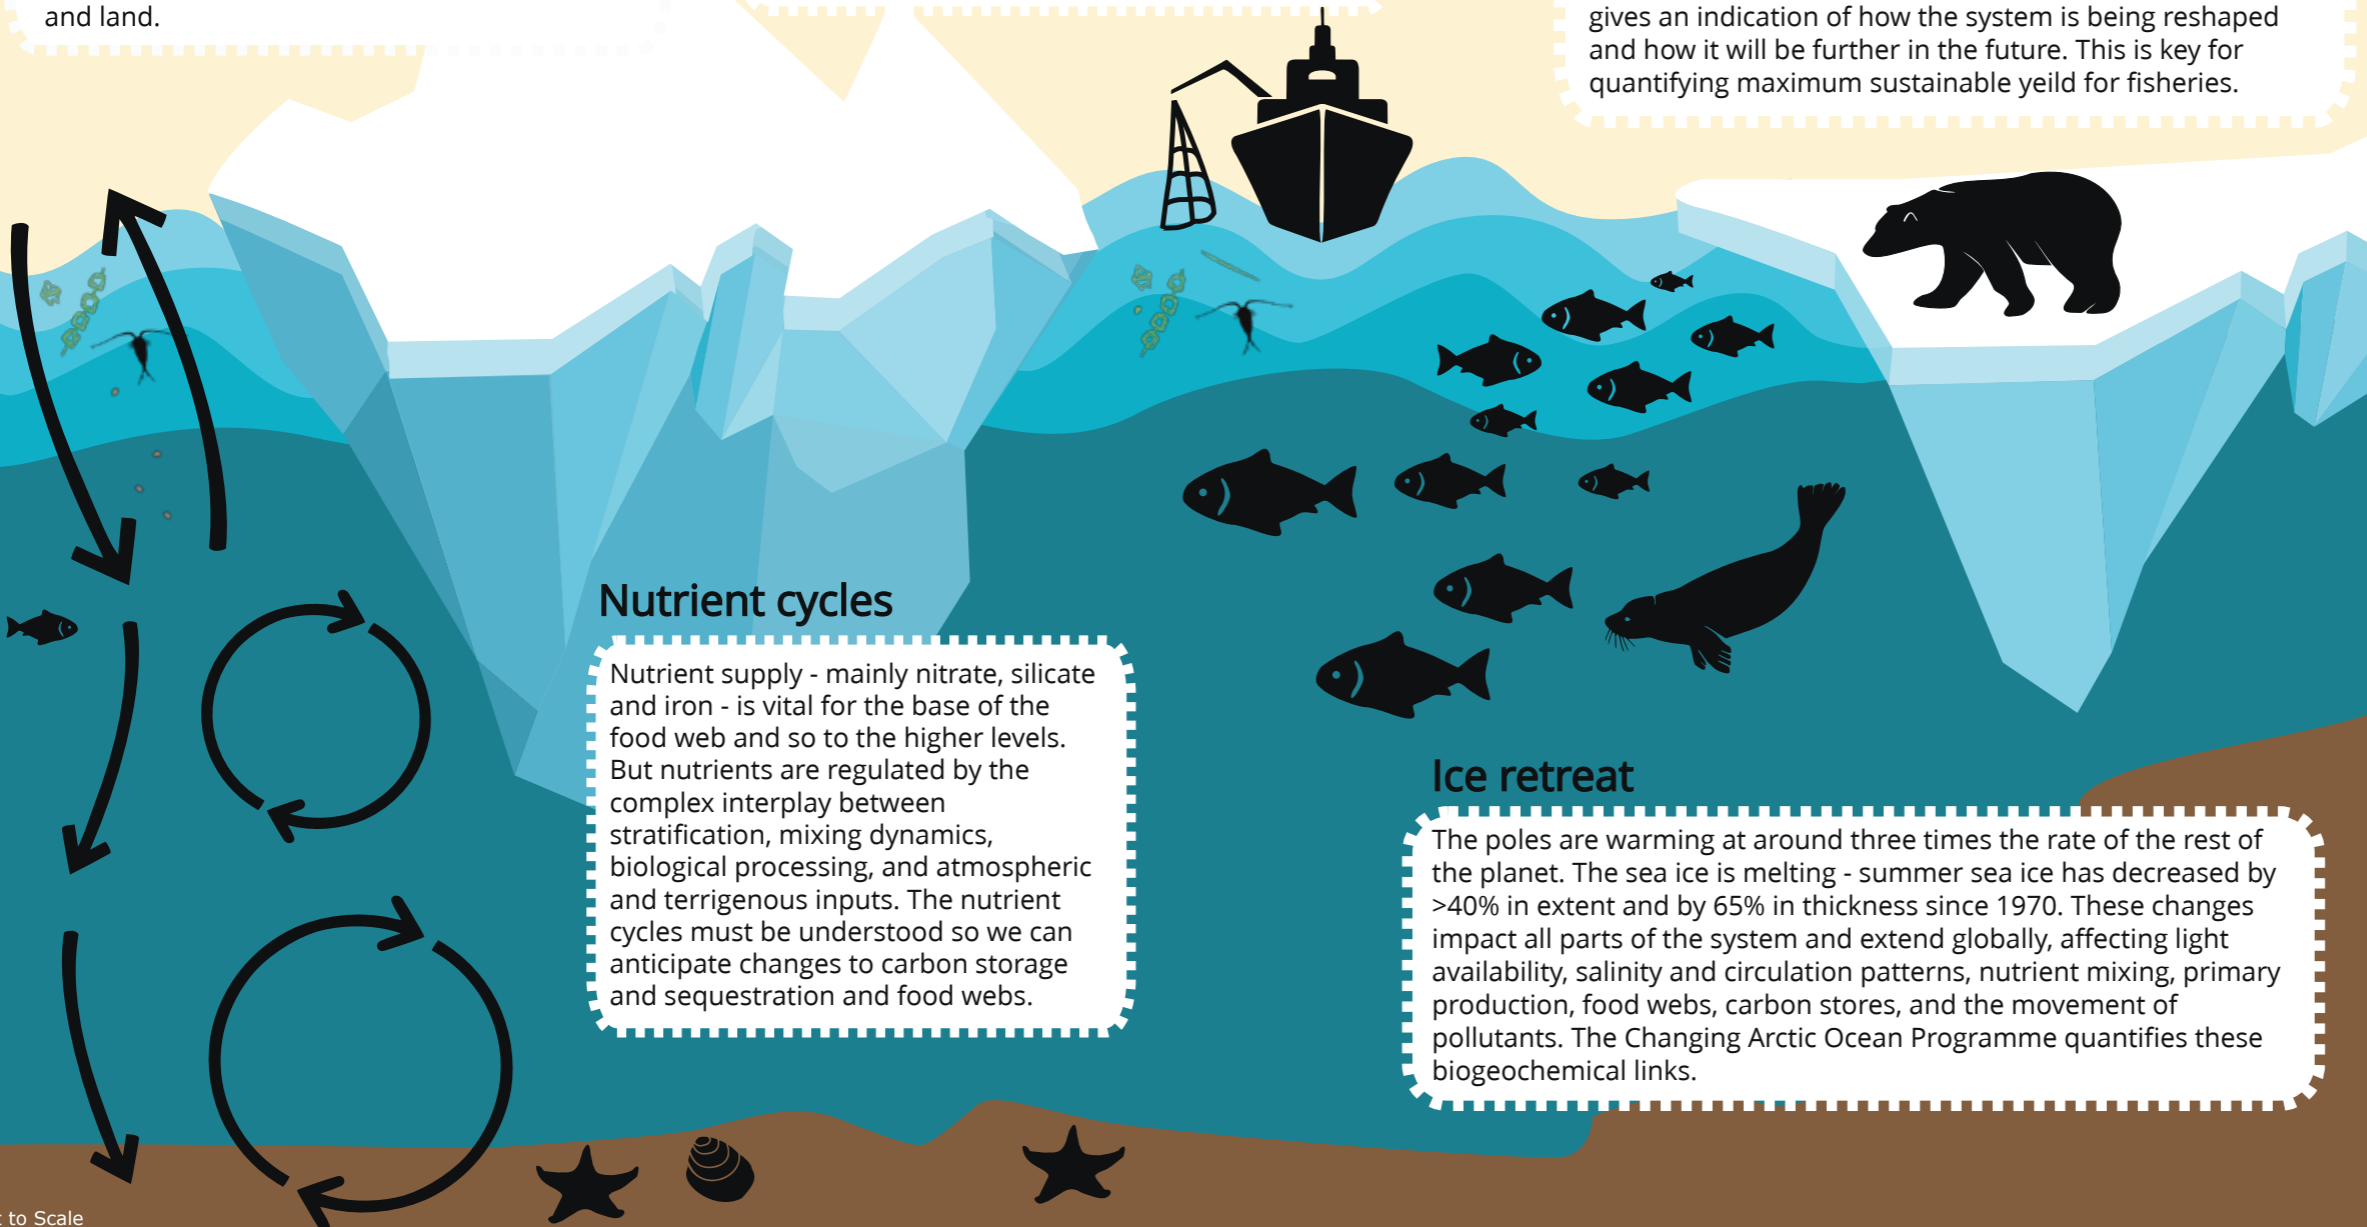 and land.
gives an indication of how the system is being reshaped
and how it will be further in the future. This is key for
quantifying maximum sustainable yeild for fisheries.
Nutrient cycles
Nutrient supply - mainly nitrate, silicate
and iron - is vital for the base of the
food web and so to the higher levels.
But nutrients are regulated by the
complex interplay between
stratification, mixing dynamics,
biological processing, and atmospheric
and terrigenous inputs. The nutrient
cycles must be understood so we can
anticipate changes to carbon storage
and sequestration and food webs.
Ice retreat
The poles are warming at around three times the rate of the rest of
the planet. The sea ice is melting - summer sea ice has decreased by
>40% in extent and by 65% in thickness since 1970. These changes
impact all parts of the system and extend globally, affecting light
availability, salinity and circulation patterns, nutrient mixing, primary
production, food webs, carbon stores, and the movement of
pollutants. The Changing Arctic Ocean Programme quantifies these
biogeochemical links.
to Scale